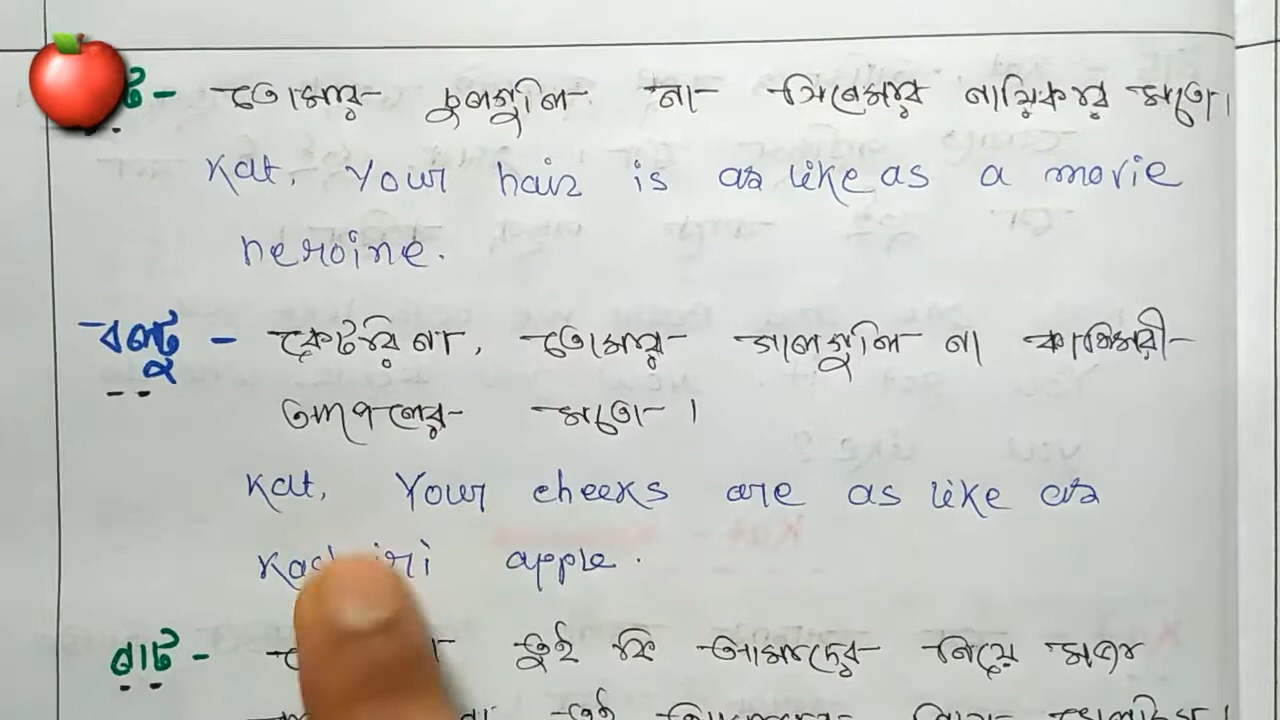 তোমার চুলগুলি না সিনেমার নায়িকার মতো।
Kat, Your hair is as like as a movie
heroine.
বল্টু - ক্যাটরিনা, তোমার গালগুলি না কাশ্মিরী
আপেলের মতো।
Kat, Your cheeks are as like as
apple.
নাট - তুই কি আমাদের নিয়ে মজা